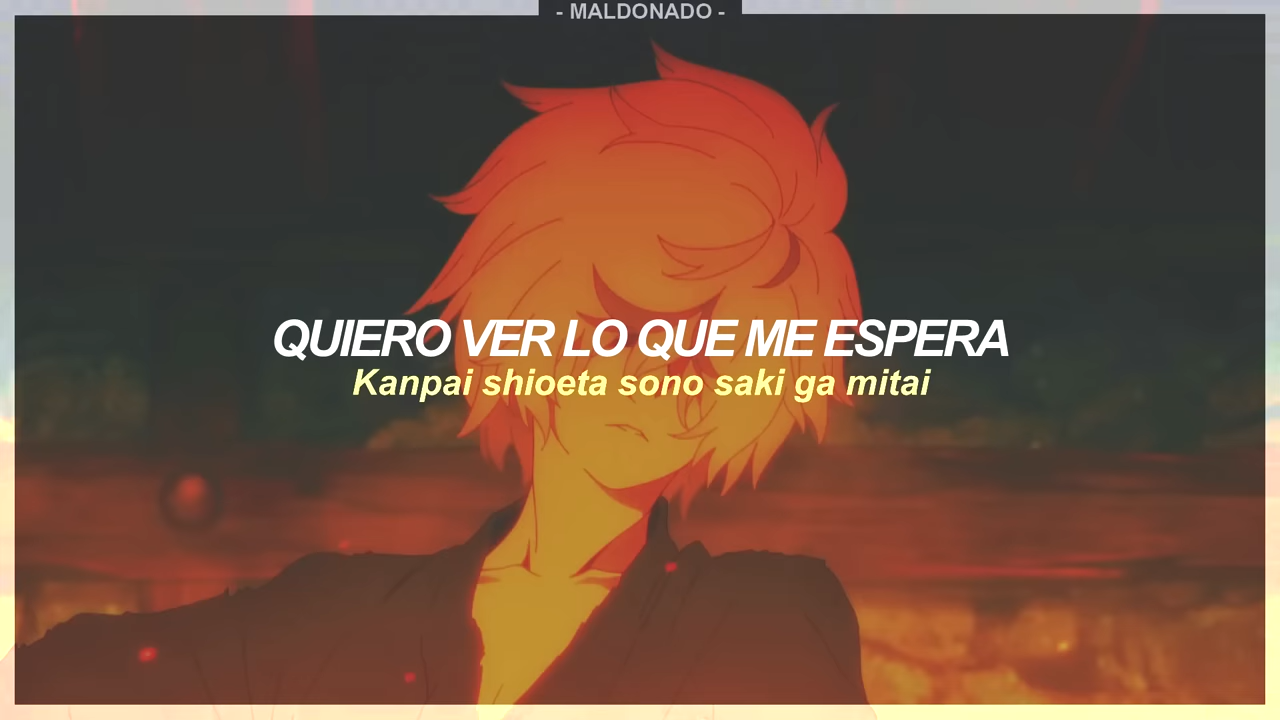 - MALDONADO -
QUIERO VER LO QUE ME ESPERA
Kanpai shioeta sono saki ga mitai